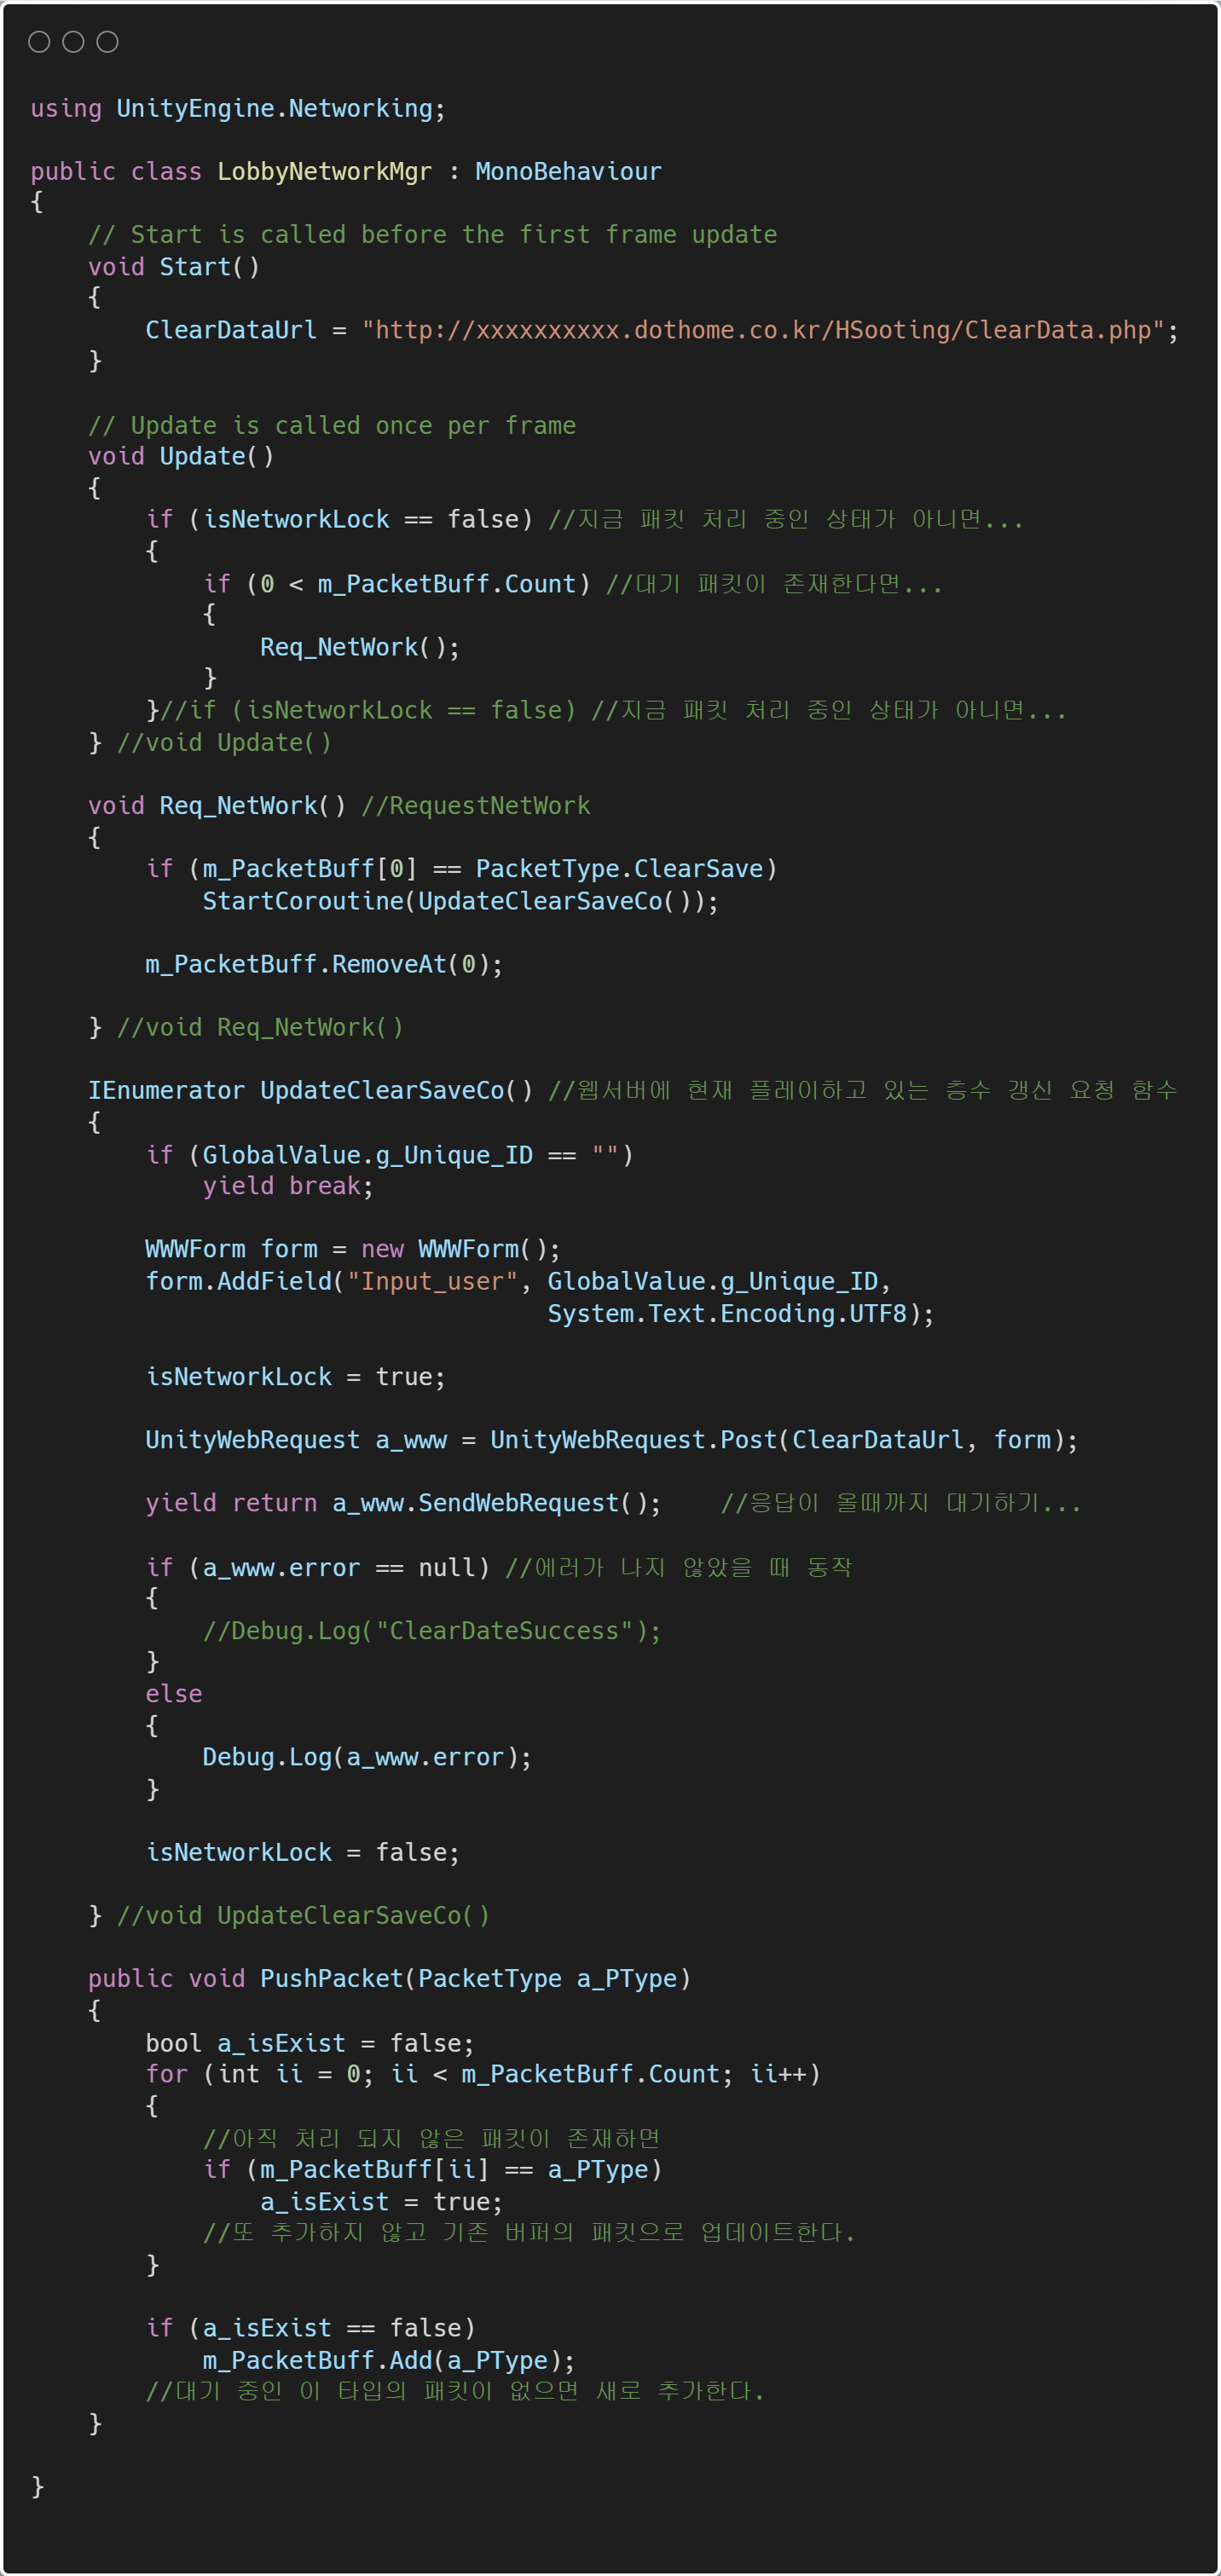 using UnityEngine.Networking;

public class LobbyNetworkMgr : MonoBehaviour
{
    // Start is called before the first frame update
    void Start()
    {
        ClearDataUrl = "http://xxxxxxxxxx.dothome.co.kr/HSooting/ClearData.php";
    }

    // Update is called once per frame
    void Update()
    {
        if (isNetworkLock == false) //지금 패킷 처리 중인 상태가 아니면...
        {
            if (0 < m_PacketBuff.Count) //대기 패킷이 존재한다면...
            {
                Req_NetWork();
            }
        }//if (isNetworkLock == false) //지금 패킷 처리 중인 상태가 아니면...
    } //void Update()

    void Req_NetWork() //RequestNetWork
    {
        if (m_PacketBuff[0] == PacketType.ClearSave)
            StartCoroutine(UpdateClearSaveCo());

        m_PacketBuff.RemoveAt(0);

    } //void Req_NetWork()

    IEnumerator UpdateClearSaveCo() //웹서버에 현재 플레이하고 있는 층수 갱신 요청 함수
    {
        if (GlobalValue.g_Unique_ID == "")
            yield break;

        WWWForm form = new WWWForm();
        form.AddField("Input_user", GlobalValue.g_Unique_ID,
                                    System.Text.Encoding.UTF8);

        isNetworkLock = true;

        UnityWebRequest a_www = UnityWebRequest.Post(ClearDataUrl, form);

        yield return a_www.SendWebRequest();    //응답이 올때까지 대기하기...

        if (a_www.error == null) //에러가 나지 않았을 때 동작
        {
            //Debug.Log("ClearDateSuccess");
        }
        else
        {
            Debug.Log(a_www.error);
        }

        isNetworkLock = false;

    } //void UpdateClearSaveCo()

    public void PushPacket(PacketType a_PType)
    {
        bool a_isExist = false;
        for (int ii = 0; ii < m_PacketBuff.Count; ii++)
        {
            //아직 처리 되지 않은 패킷이 존재하면
            if (m_PacketBuff[ii] == a_PType)
                a_isExist = true;
            //또 추가하지 않고 기존 버퍼의 패킷으로 업데이트한다.
        }

        if (a_isExist == false)
            m_PacketBuff.Add(a_PType);
        //대기 중인 이 타입의 패킷이 없으면 새로 추가한다.
    }

}